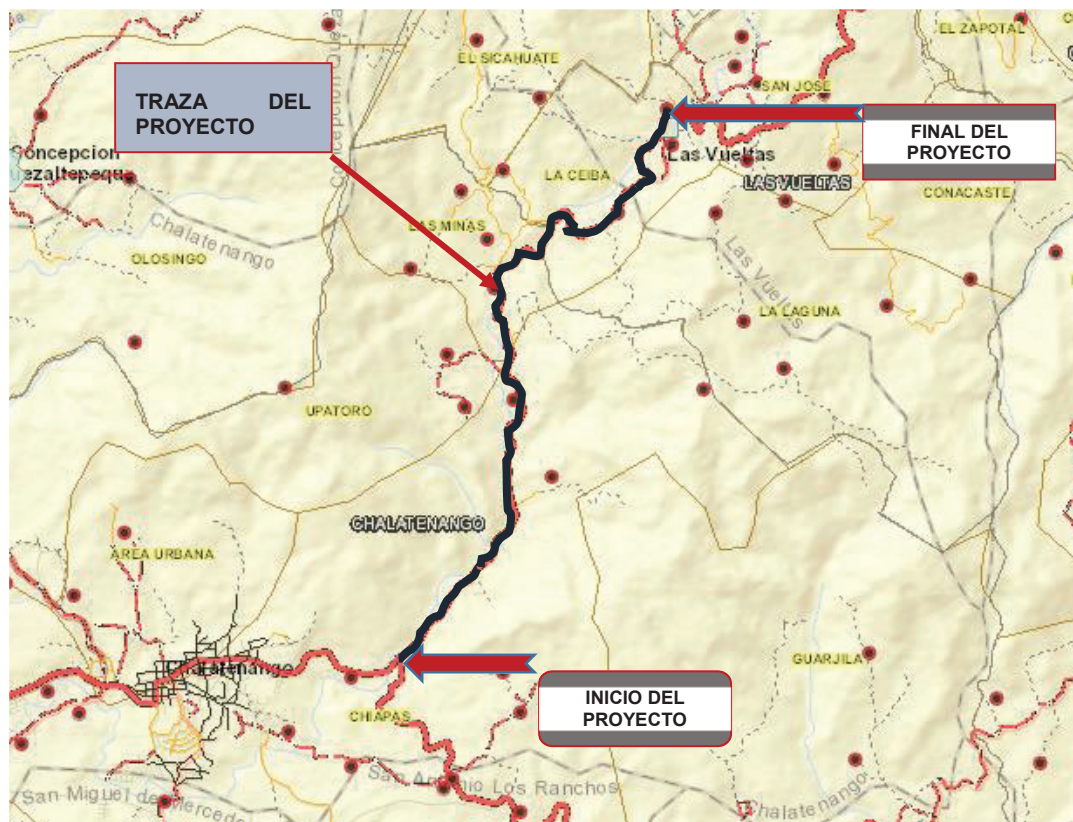 EL ZAPOTAL
EL SICAHUATE
SAN JOSE
TRAZA DEL
PROYECTO
FINAL DEL
PROYECTO
Concepcion
uezaltepequ
Las Vueltas
LA CEIBA
LAS VUELTAS
CONACASTE
LAS MINAS
Chalatenango
OLOSINGO
Las Vueltas
LA LAGUNA
UPATORO
CHALATENANGO
AREA URBANA
Chalatenango
GUARJILA
INICIO DEL
PROYECTO
CHIAPAS
San Antonio Los Ranchos
San Miguel de Merced
Chalatenango